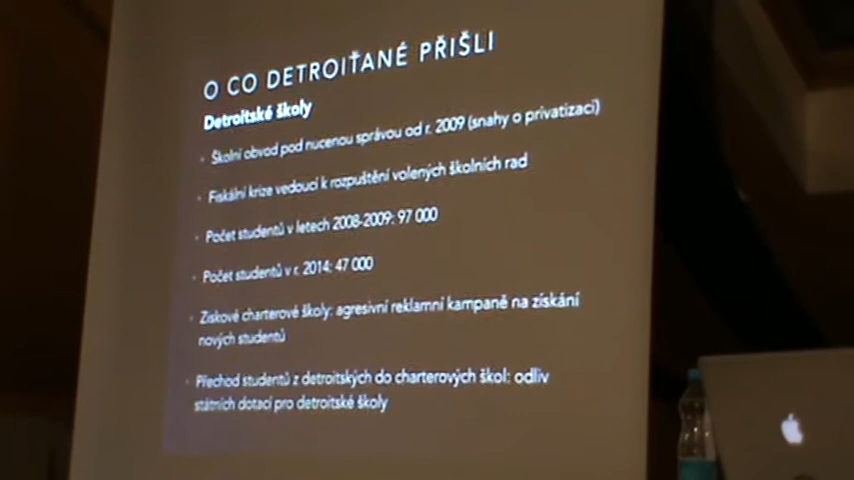 O CO DETROIŤANÉ PŘIŠLI
Detroitské školy
Školní obvod pod nucenou správou od r. 2009 (snahy o privatizaci)
Fiskální krize vedoucí k rozpuštění volených školních rad
Počet studentů v letech 2008-2009: 97 000
Počet studentů v r. 2014: 47 000
Ziskové charterové školy: agresivní reklamní kampaně na získání
nových studentů
Přechod studentů z detroitských do charterových škol: odliv
státních dotací pro detroitské školy